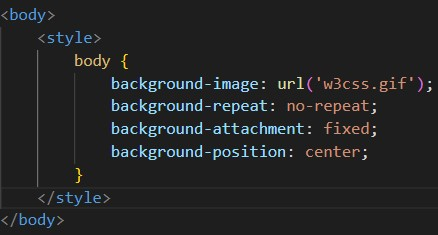 <body>
<style>
body {
background-image: url('w3css.gif');
background-repeat: no-repeat;
background-attachment: fixed;
background-position: center;
}
</style>
</body>